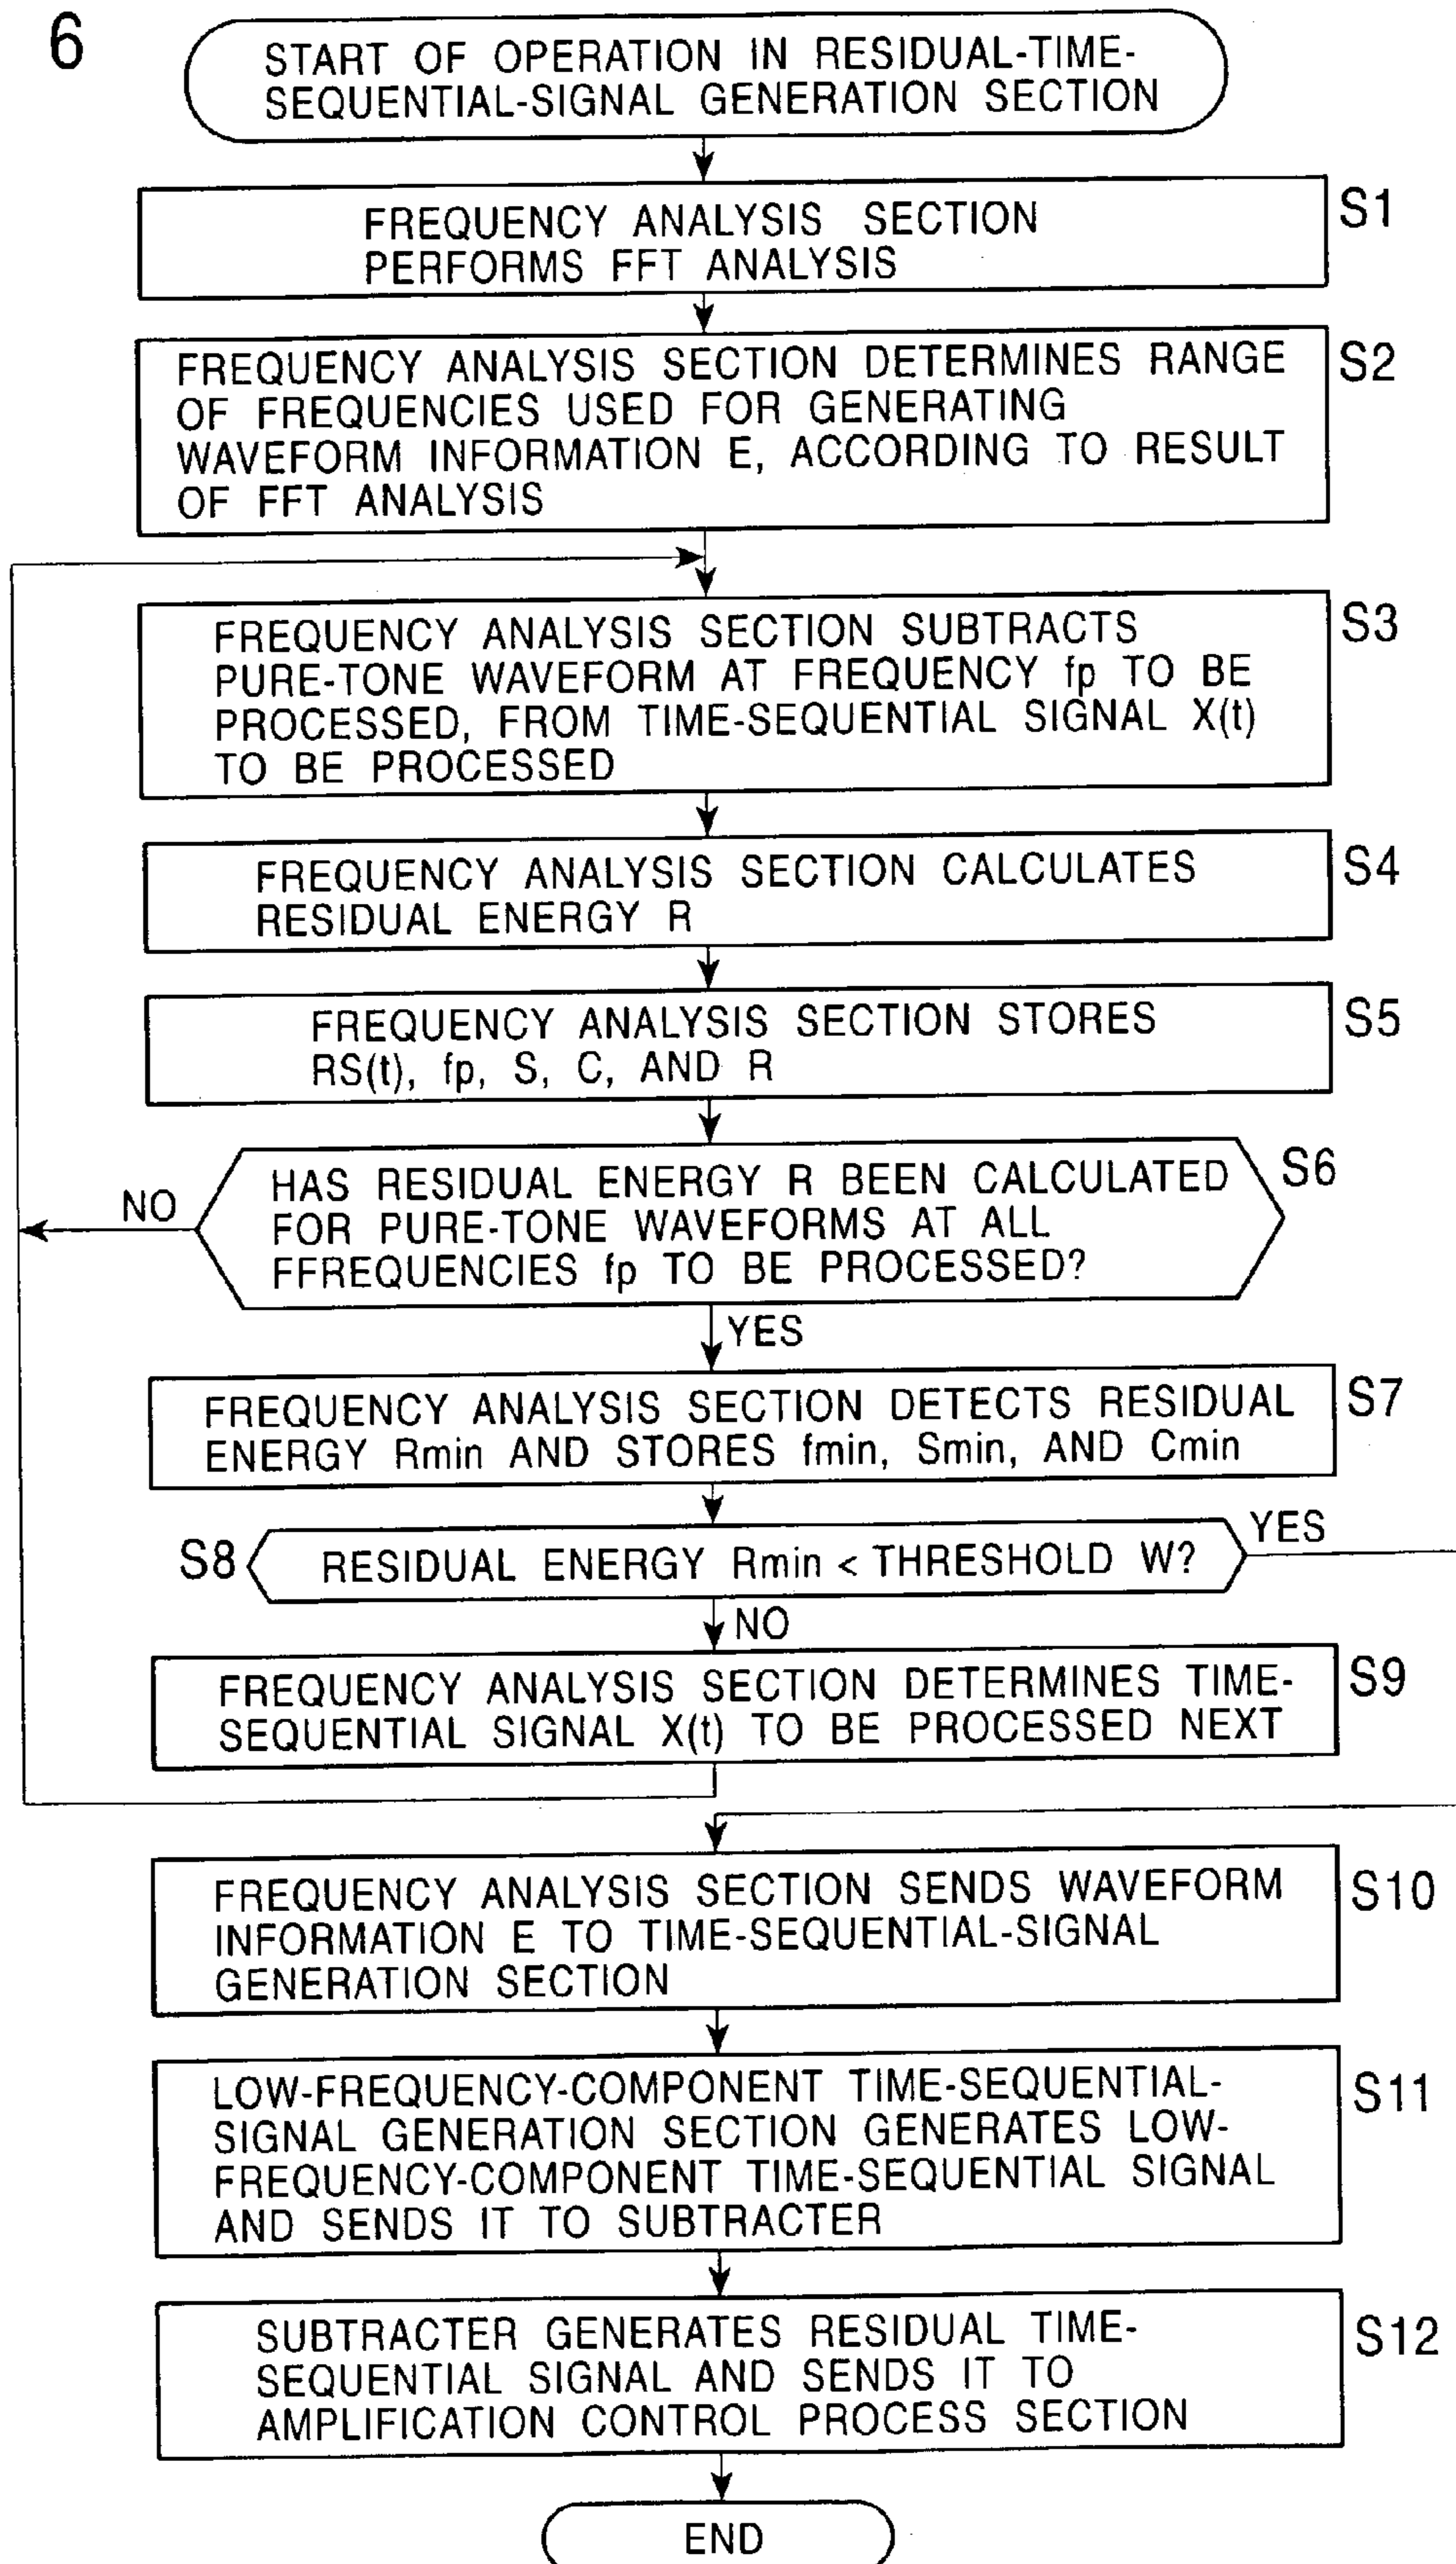 6
START OF OPERATION IN RESIDUAL-TIME-
SEQUENTIAL-SIGNAL GENERATION SECTION
FREQUENCY ANALYSIS SECTION
PERFORMS FFT ANALYSIS
S1
FREQUENCY ANALYSIS SECTION DETERMINES RANGE
OF FREQUENCIES USED FOR GENERATING
WAVEFORM INFORMATION E, ACCORDING TO RESULT
OF FFT ANALYSIS
S2
FREQUENCY ANALYSIS SECTION SUBTRACTS
PURE-TONE WAVEFORM AT FREQUENCY fp TO BE
PROCESSED, FROM TIME-SEQUENTIAL SIGNAL X(t)
TO BE PROCESSED
S3
FREQUENCY ANALYSIS SECTION CALCULATES
RESIDUAL ENERGY R
S4
FREQUENCY ANALYSIS SECTION STORES
RS(t), fp, S, C, AND R
S5
HAS RESIDUAL ENERGY R BEEN CALCULATED
FOR PURE-TONE WAVEFORMS AT ALL
FFREQUENCIES fp TO BE PROCESSED?
S6
NO
YES
FREQUENCY ANALYSIS SECTION DETECTS RESIDUAL
ENERGY Rmin AND STORES fmin, Smin, AND Cmin
S7
S8
RESIDUAL ENERGY Rmin < THRESHOLD W?
YES
NO
FREQUENCY ANALYSIS SECTION DETERMINES TIME-
SEQUENTIAL SIGNAL X(t) TO BE PROCESSED NEXT
S9
FREQUENCY ANALYSIS SECTION SENDS WAVEFORM
INFORMATION E TO TIME-SEQUENTIAL-SIGNAL
GENERATION SECTION
S10
LOW-FREQUENCY-COMPONENT TIME-SEQUENTIAL-
SIGNAL GENERATION SECTION GENERATES LOW-
FREQUENCY-COMPONENT TIME-SEQUENTIAL SIGNAL
AND SENDS IT TO SUBTRACTER
S11
SUBTRACTER GENERATES RESIDUAL TIME-
SEQUENTIAL SIGNAL AND SENDS IT TO
AMPLIFICATION CONTROL PROCESS SECTION
S12
END